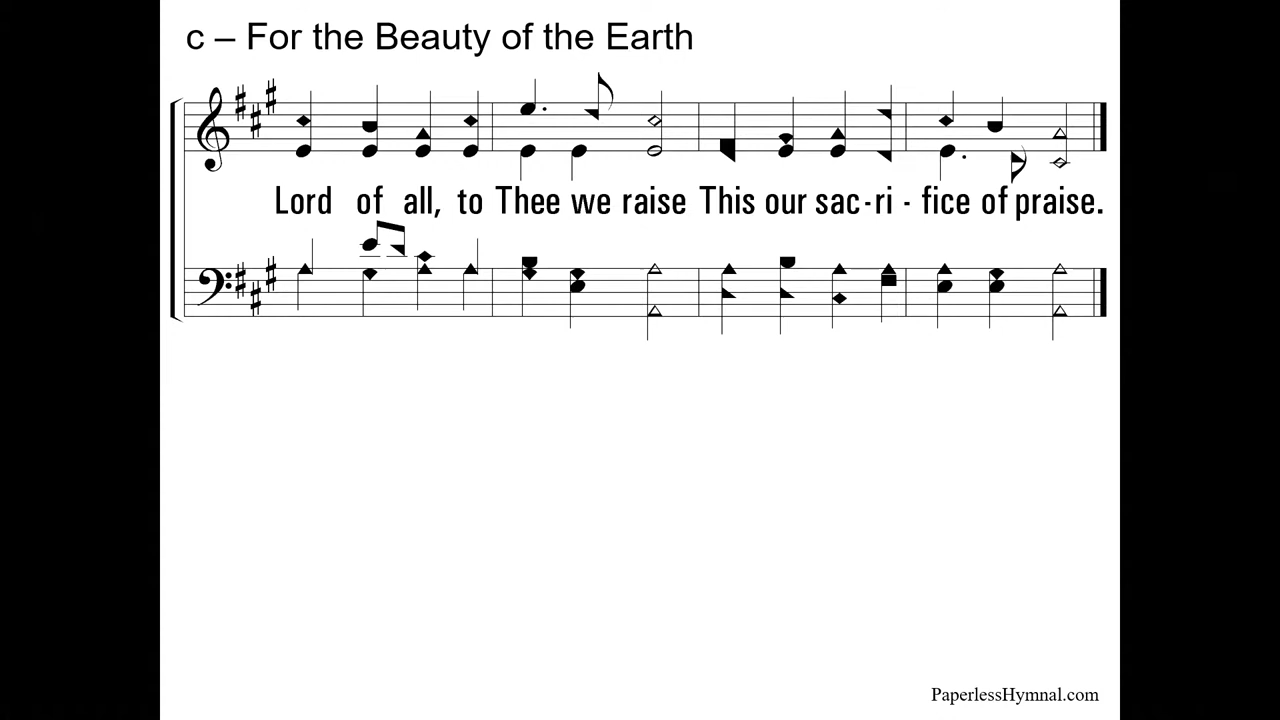 c – For the Beauty of the Earth
Lord of all, to Thee we raise This our sac-ri - fice of praise.
PaperlessHymnal.com